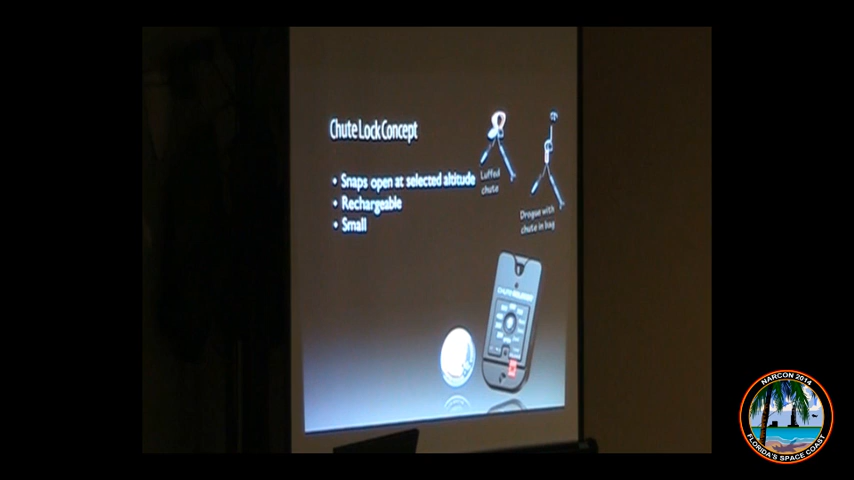 Chute Lock Concept
• Snaps open at selected altitude
• Rechargeable
• Small
Luffed
chute
Drogue with
chute in bag
NARCON 2014
FLORIDA'S SPACE COAST